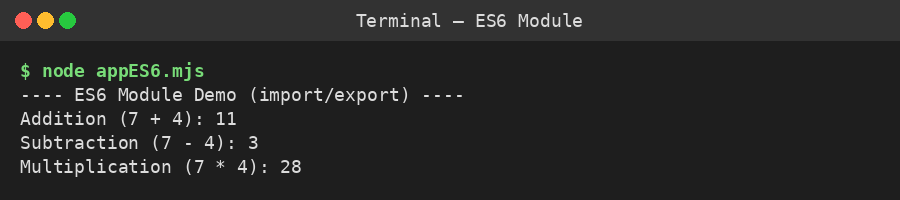 Terminal — ES6 Module
$ node appES6.mjs
---- ES6 Module Demo (import/export) ----
Addition (7 + 4): 11
Subtraction (7 - 4): 3
Multiplication (7 * 4): 28